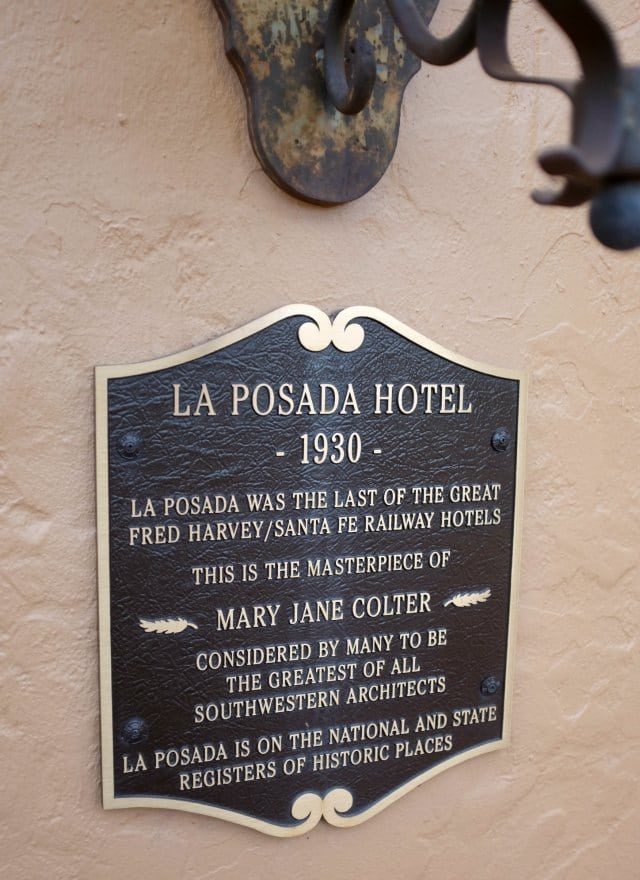 LA POSADA HOTEL
- 1930 -
LA POSADA WAS THE LAST OF THE GREAT
FRED HARVEY/SANTA FE RAILWAY HOTELS
THIS IS THE MASTERPIECE OF
MARY JANE COLTER
CONSIDERED BY MANY TO BE
THE GREATEST OF ALL
SOUTHWESTERN ARCHITECTS
LA POSADA IS ON THE NATIONAL AND STATE
REGISTERS OF HISTORIC PLACES